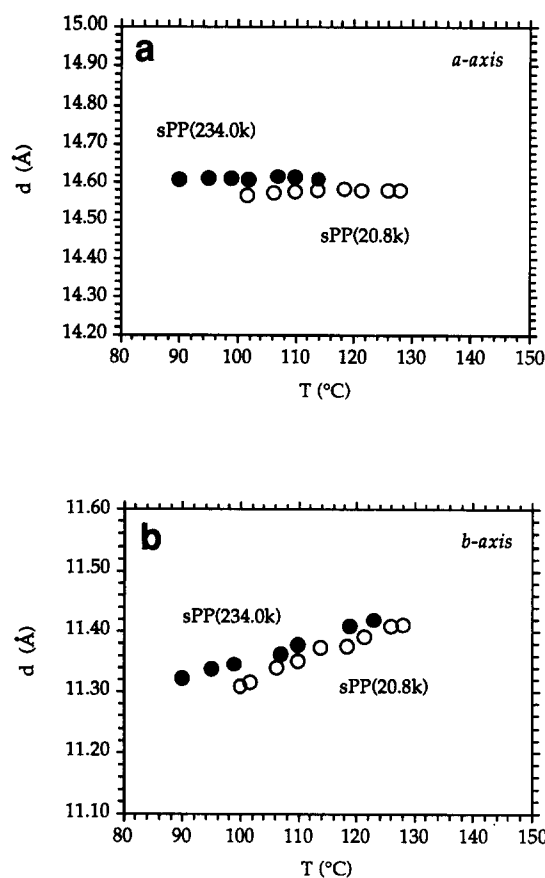 a
a-axis
sPP(234.0k)
sPP(20.8k)
d (Å)
15.00
14.90
14.80
14.70
14.60
14.50
14.40
14.30
14.20
80 90 100 110 120 130 140 150
T (°C)
b
b-axis
sPP(234.0k)
sPP(20.8k)
d (Å)
11.60
11.50
11.40
11.30
11.20
11.10
80 90 100 110 120 130 140 150
T (°C)